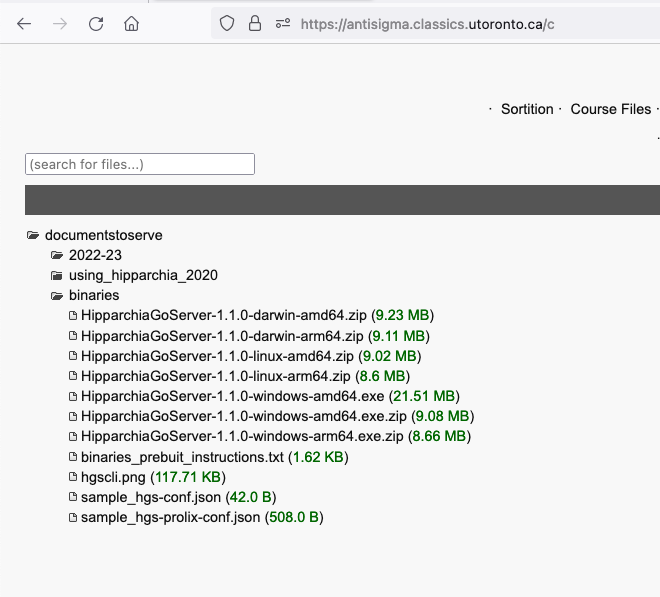 https://antisigma.classics.utoronto.ca/c
· Sortition · Course Files ·
(search for files...)
documentstoserve
2022-23
using_hipparchia_2020
binaries
HipparchiaGoServer-1.1.0-darwin-amd64.zip (9.23 MB)
HipparchiaGoServer-1.1.0-darwin-arm64.zip (9.11 MB)
HipparchiaGoServer-1.1.0-linux-amd64.zip (9.02 MB)
HipparchiaGoServer-1.1.0-linux-arm64.zip (8.6 MB)
HipparchiaGoServer-1.1.0-windows-amd64.exe (21.51 MB)
HipparchiaGoServer-1.1.0-windows-amd64.exe.zip (9.08 MB)
HipparchiaGoServer-1.1.0-windows-arm64.exe.zip (8.66 MB)
binaries_prebuit_instructions.txt (1.62 KB)
hgscli.png (117.71 KB)
sample_hgs-conf.json (42.0 B)
sample_hgs-prolix-conf.json (508.0 B)